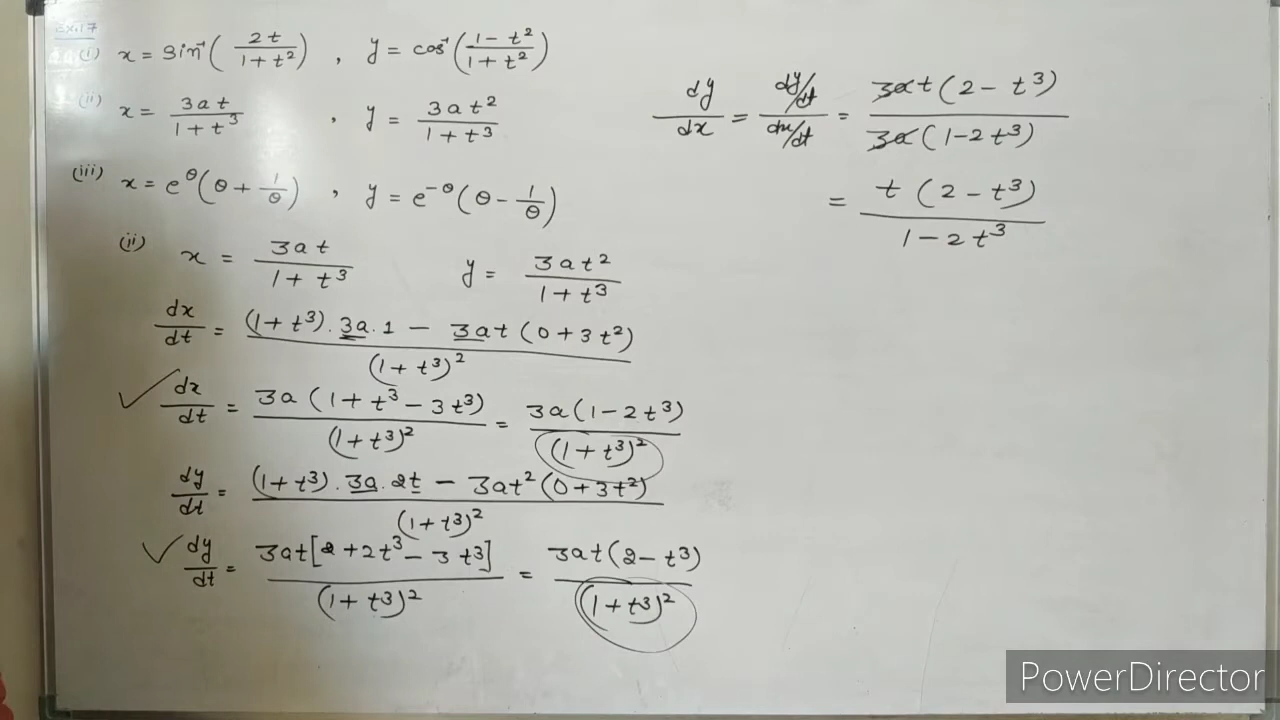 Ex.17
(i) x = sin⁻¹(2t/(1+t²)) , y = cos⁻¹((1-t²)/(1+t²))
(ii) x = 3at/(1+t³) , y = 3at²/(1+t³)
(iii) x = e^θ(θ + 1/θ) , y = e^-θ(θ - 1/θ)
(ii) x = 3at/(1+t³) y = 3at²/(1+t³)
dx/dt = ((1+t³).3a.1 - 3at(0+3t²))/(1+t³)²
✓ dx/dt = 3a(1+t³-3t³)/(1+t³)² = 3a(1-2t³)/(1+t³)²
dy/dt = ((1+t³).3a.2t - 3at²(0+3t²))/(1+t³)²
✓ dy/dt = 3at[2+2t³-3t³]/(1+t³)² = 3at(2-t³)/(1+t³)²
dy/dx = (dy/dt)/(dx/dt) = 3at(2-t³)/(3a(1-2t³))
= t(2-t³)/(1-2t³)
PowerDirector